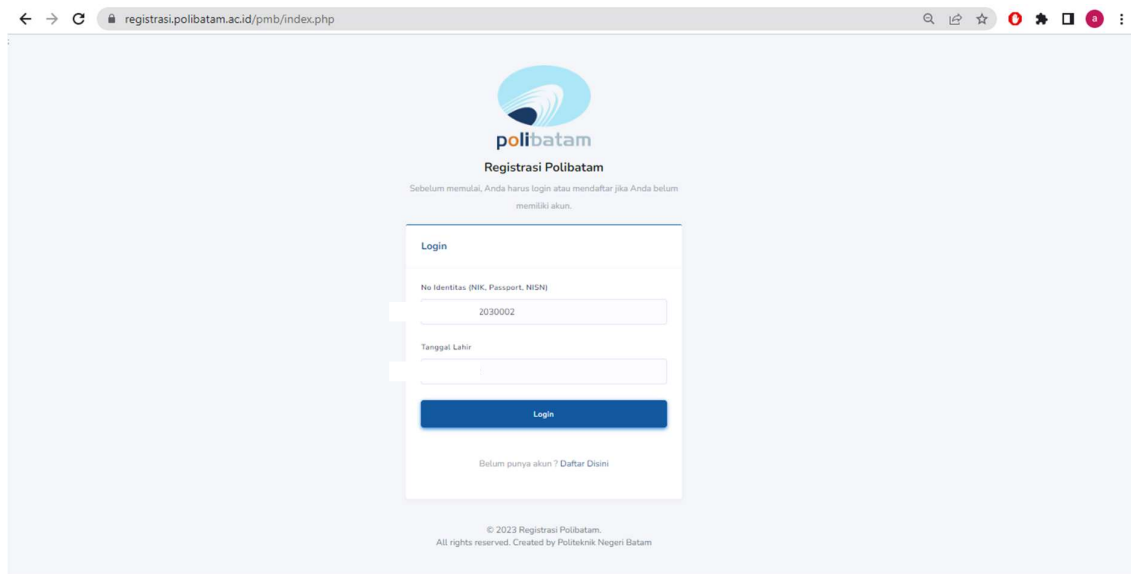 registrasi.polibatam.ac.id/pmb/index.php
a
polibatam
Registrasi Polibatam
Sebelum memulai, Anda harus login atau mendaftar jika Anda belum
memiliki akun.
Login
No Identitas (NIK, Passport, NISN)
2030002
Tanggal Lahir
Login
Belum punya akun ? Daftar Disini
© 2023 Registrasi Polibatam.
All rights reserved. Created by Politeknik Negeri Batam